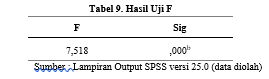 Tabel 9. Hasil Uji F
F Sig
7,518 ,000b
Sumber : Lampiran Output SPSS versi 25.0 (data diolah)